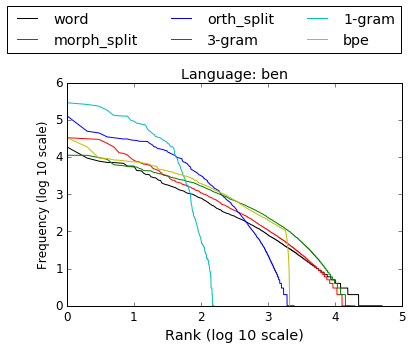 word orth_split 1-gram
morph_split 3-gram bpe
Language: ben
6
5
4
3
2
1
0
Frequency (log 10 scale)
0 1 2 3 4 5
Rank (log 10 scale)